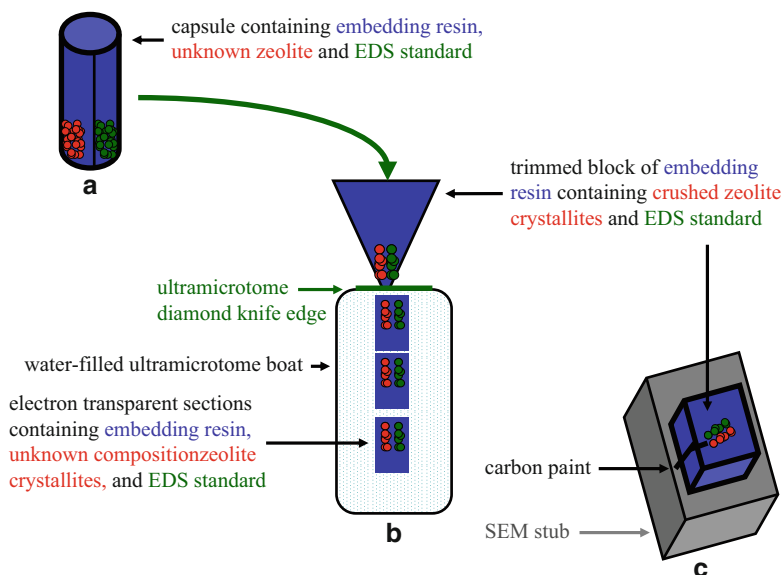 capsule containing embedding resin,
unknown zeolite and EDS standard
a
trimmed block of embedding
resin containing crushed zeolite
crystallites and EDS standard
ultramicrotome
diamond knife edge
water-filled ultramicrotome boat
electron transparent sections
containing embedding resin,
unknown compositionzeolite
crystallites, and EDS standard
b
carbon paint
SEM stub
c